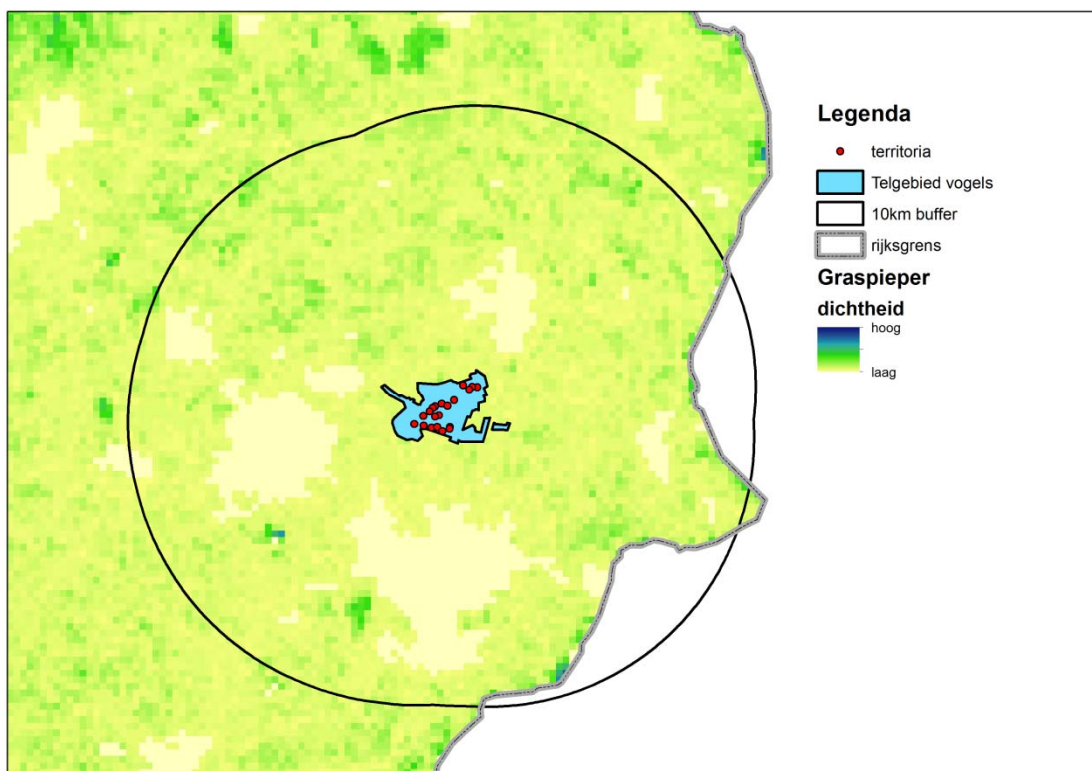 Legenda
territoria
Telgebied vogels
10km buffer
rijksgrens
Graspieper
dichtheid
hoog
laag